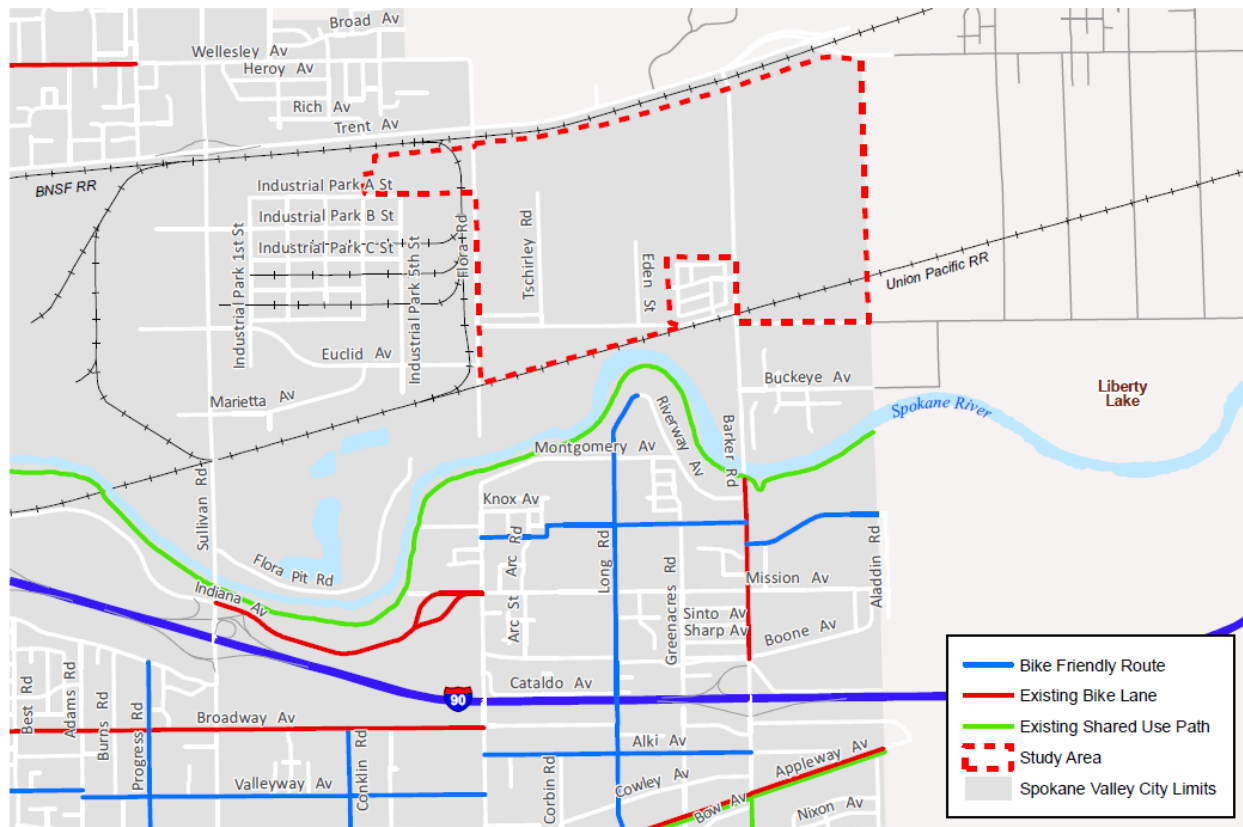 Broad Av
Wellesley Av
Heroy Av
Rich Av
Trent Av
BNSF RR
Industrial Park A St
Industrial Park B St
Industrial Park C St
Industrial Park 1st St
Industrial Park 5th St
Flora Rd
Tschirley Rd
Eden St
Union Pacific RR
Euclid Av
Marietta Av
Buckeye Av
Liberty
Lake
Spokane River
Barker Rd
Riverway Av
Montgomery Av
Sullivan Rd
Knox Av
Flora Pit Rd
Indiana Av
Arc Rd
Arc St
Long Rd
Greenacres Rd
Mission Av
Aladdin Rd
Sinto Av
Sharp Av
Boone Av
Cataldo Av
90
Best Rd
Adams Rd
Burns Rd
Progress Rd
Broadway Av
Conklin Rd
Valleyway Av
Alki Av
Corbin Rd
Cowley Av
Appleway Av
Bow Av
Nixon Av
Bike Friendly Route
Existing Bike Lane
Existing Shared Use Path
Study Area
Spokane Valley City Limits